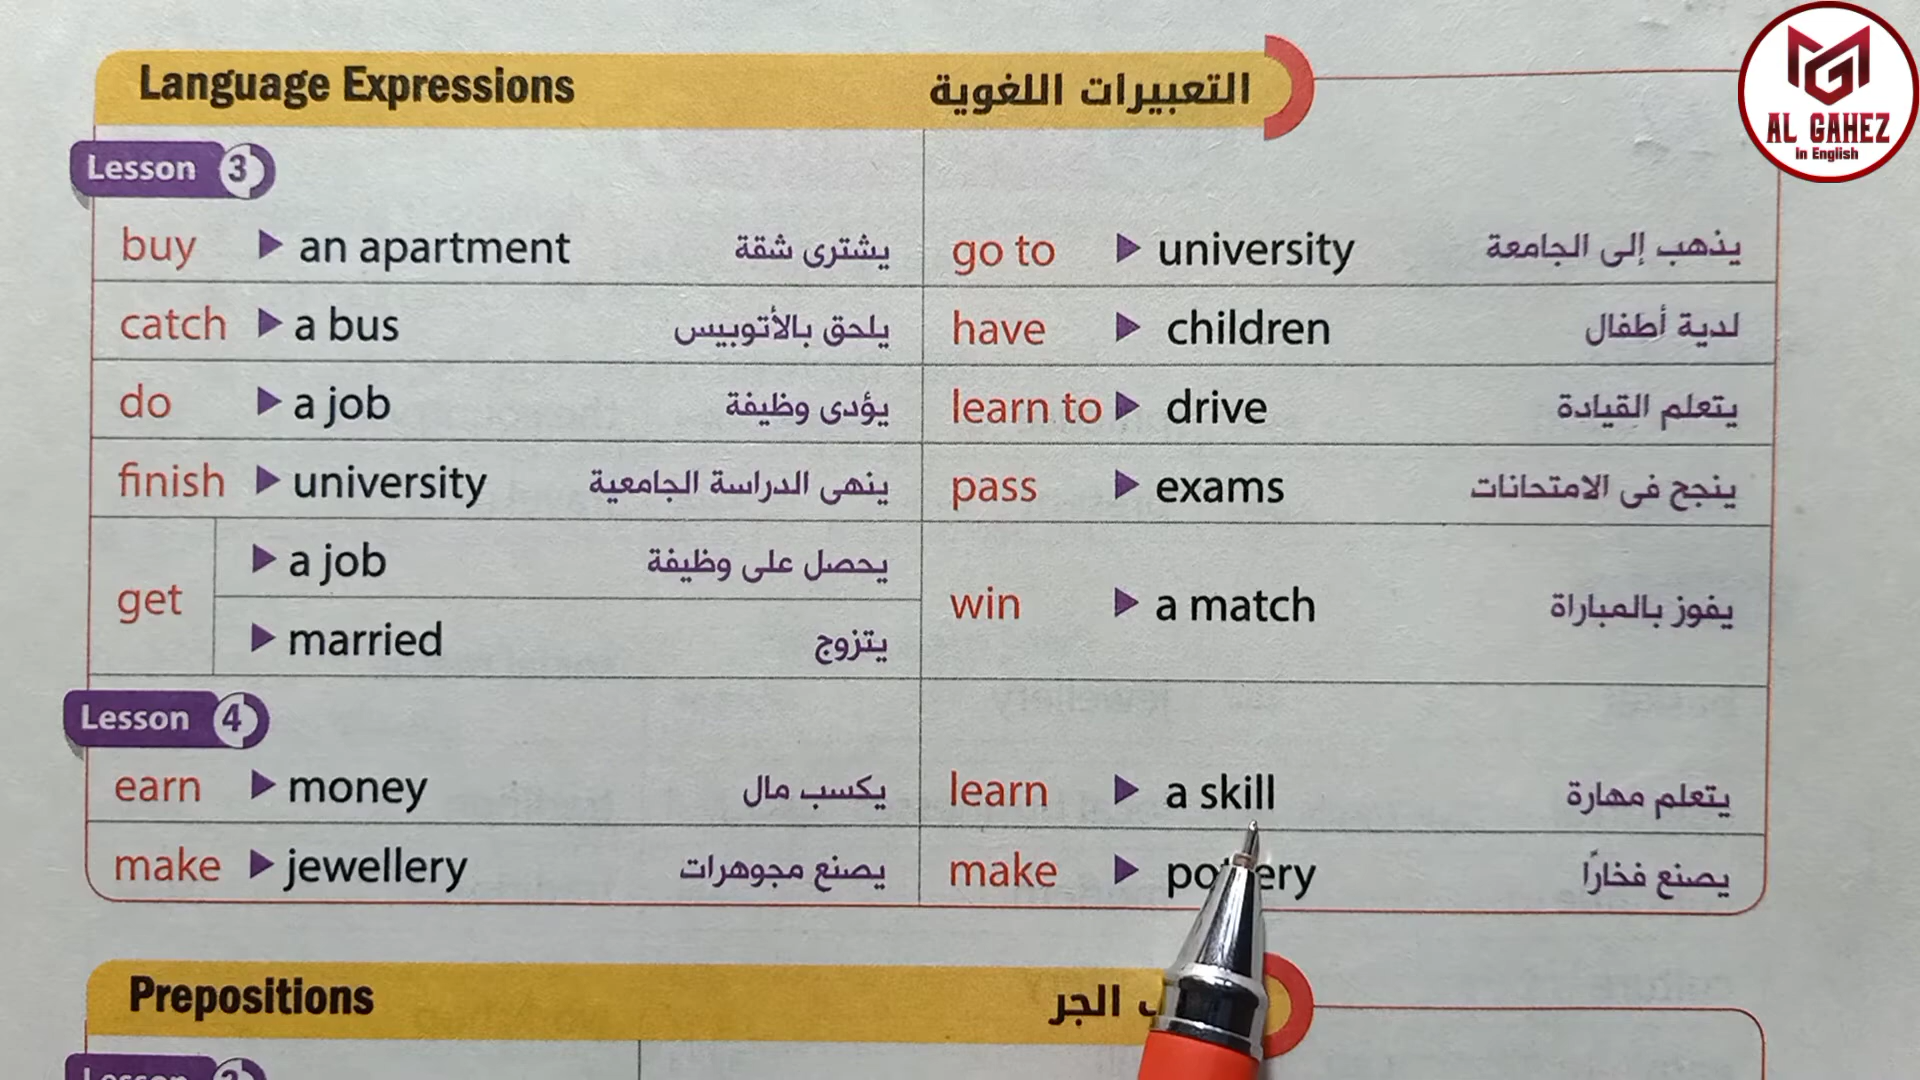 Language Expressions التعبيرات اللغوية
AL GAHEZ
in English
Lesson 3
buy an apartment يشترى شقة
go to university يذهب إلى الجامعة
catch a bus يلحق بالأتوبيس
have children لدية أطفال
do a job يؤدى وظيفة
learn to drive يتعلم القيادة
finish university ينهى الدراسة الجامعية
pass exams ينجح فى الامتحانات
get
a job يحصل على وظيفة
married يتزوج
win a match يفوز بالمباراة
Lesson 4
earn money يكسب مال
learn a skill يتعلم مهارة
make jewellery يصنع مجوهرات
make pottery يصنع فخارًا
Prepositions الجر
Lesson